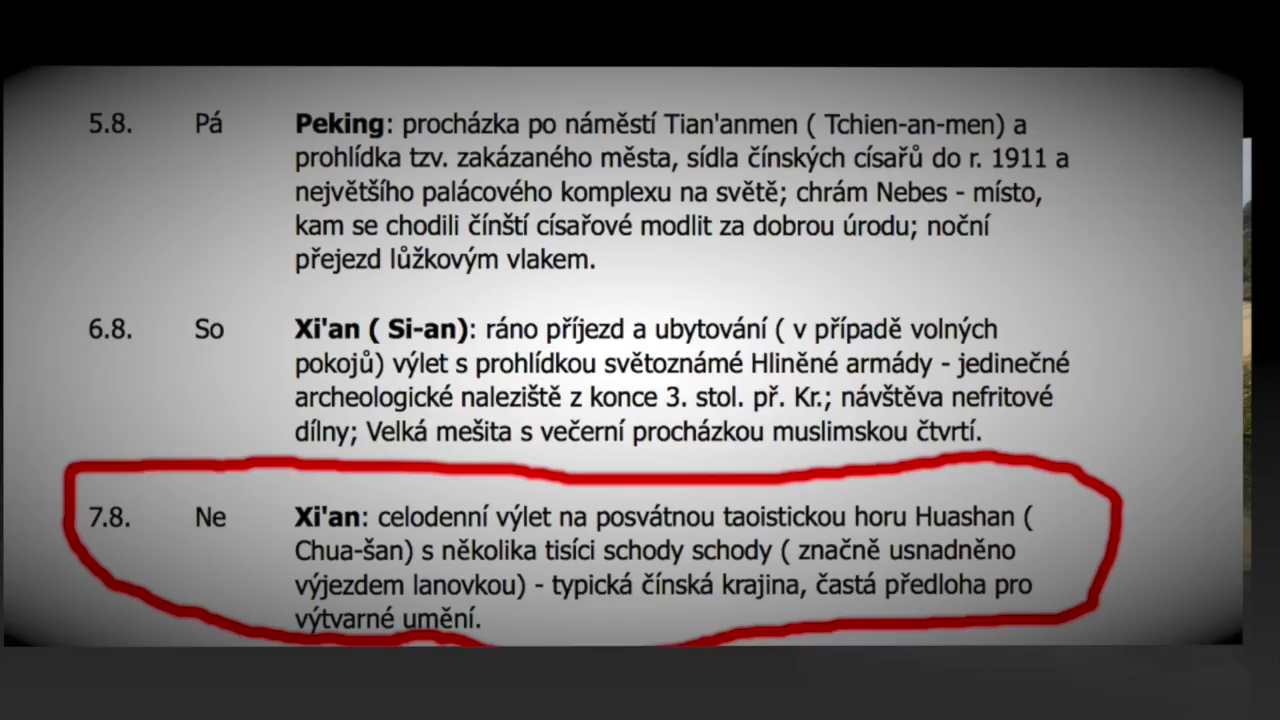 5.8. Pá Peking: procházka po náměstí Tian'anmen ( Tchien-an-men) a
prohlídka tzv. zakázaného města, sídla čínských císařů do r. 1911 a
největšího palácového komplexu na světě; chrám Nebes - místo,
kam se chodili čínští císařové modlit za dobrou úrodu; noční
přejezd lůžkovým vlakem.
6.8. So Xi'an ( Si-an): ráno příjezd a ubytování ( v případě volných
pokojů) výlet s prohlídkou světoznámé Hliněné armády - jedinečné
archeologické naleziště z konce 3. stol. př. Kr.; návštěva nefritové
dílny; Velká mešita s večerní procházkou muslimskou čtvrtí.
7.8. Ne Xi'an: celodenní výlet na posvátnou taoistickou horu Huashan (
Chua-šan) s několika tisíci schody schody ( značně usnadněno
výjezdem lanovkou) - typická čínská krajina, častá předloha pro
výtvarné umění.